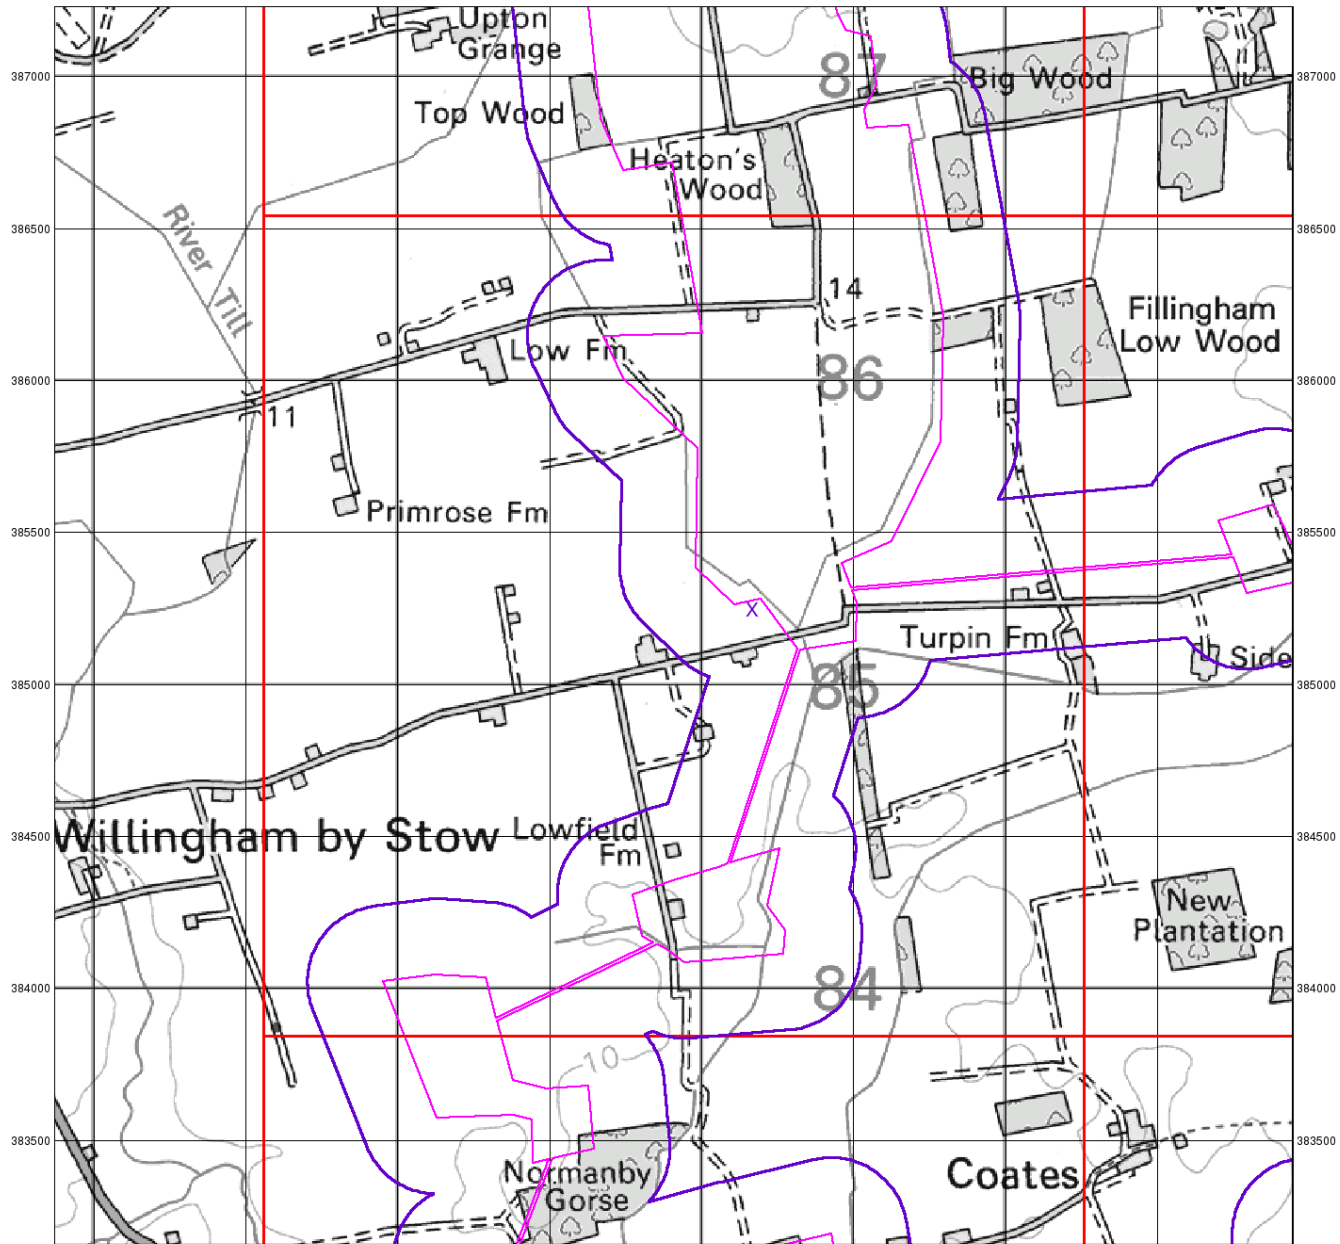 Upton
Grange
387000
87
Big Wood
387000
Top Wood
Heaton's
Wood
386500
386500
River Till
14
Fillingham
Low Wood
Low Fm
386000
86
386000
11
Primrose Fm
385500
385500
X
Turpin Fm
Side
385000
85
385000
Willingham by Stow
Lowfield
Fm
384500
384500
New
Plantation
384000
84
384000
10
383500
383500
Normanby
Gorse
Coates